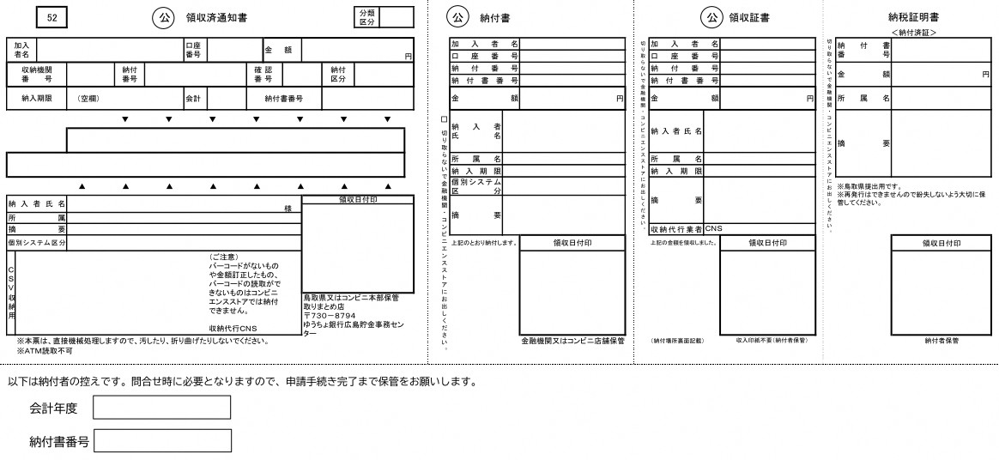 52
公 領収済通知書
分類
区分
加入
者名
口座
番号
金 額
円
収納機関
番 号
納付
番号
確 認
番 号
納付
区分
納入期限
(空欄)
会計
納付書番号
▼ ▼ ▼ ▼ ▼ ▼ ▼
▲ ▲ ▲ ▲ ▲ ▲ ▲ ▲
納 入 者 氏 名
様
所 属
摘 要
個別システム区分
CSV収納用
(ご注意)
バーコードがないもの
や金額訂正したもの、
バーコードの読取がで
きないものはコンビニ
エンスストアでは納付
できません。
収納代行CNS
領収日付印
鳥取県又はコンビニ本部保管
取りまとめ店
〒730-8794
ゆうちょ銀行広島貯金事務セン
ター
※本票は、直接機械処理しますので、汚したり、折り曲げたりしないでください。
※ATM読取不可
□ 切り取らないで金融機関・コンビニエンスストアにお出しください。
公 納付書
加 入 者 名
口 座 番 号
納 付 番 号
納 付 書 番 号
金 額
円
納 入 者
氏 名
所 属 名
納 入 期 限
個別システム
区 分
摘 要
上記のとおり納付します。
領収日付印
金融機関又はコンビニ店舗保管
切り取らないで金融機関・コンビニエンスストアにお出しください。
公 領収証書
加 入 者 名
口 座 番 号
納 付 番 号
納 付 書 番 号
金 額
円
納 入 者 氏 名
所 属 名
納 入 期 限
摘 要
収納代行業者
CNS
上記の金額を領収しました。
領収日付印
(納付場所裏面記載)
収入印紙不要(納付者保管)
切り取らないで金融機関・コンビニエンスストアにお出しください。
納税証明書
<納付済証>
納 付 書
番 号
金 額
円
所 属 名
摘 要
※鳥取県提出用です。
※再発行はできませんので紛失しないよう大切に保
管してください。
領収日付印
納付者保管
以下は納付者の控えです。問合せ時に必要となりますので、申請手続き完了まで保管をお願いします。
会計年度
納付書番号